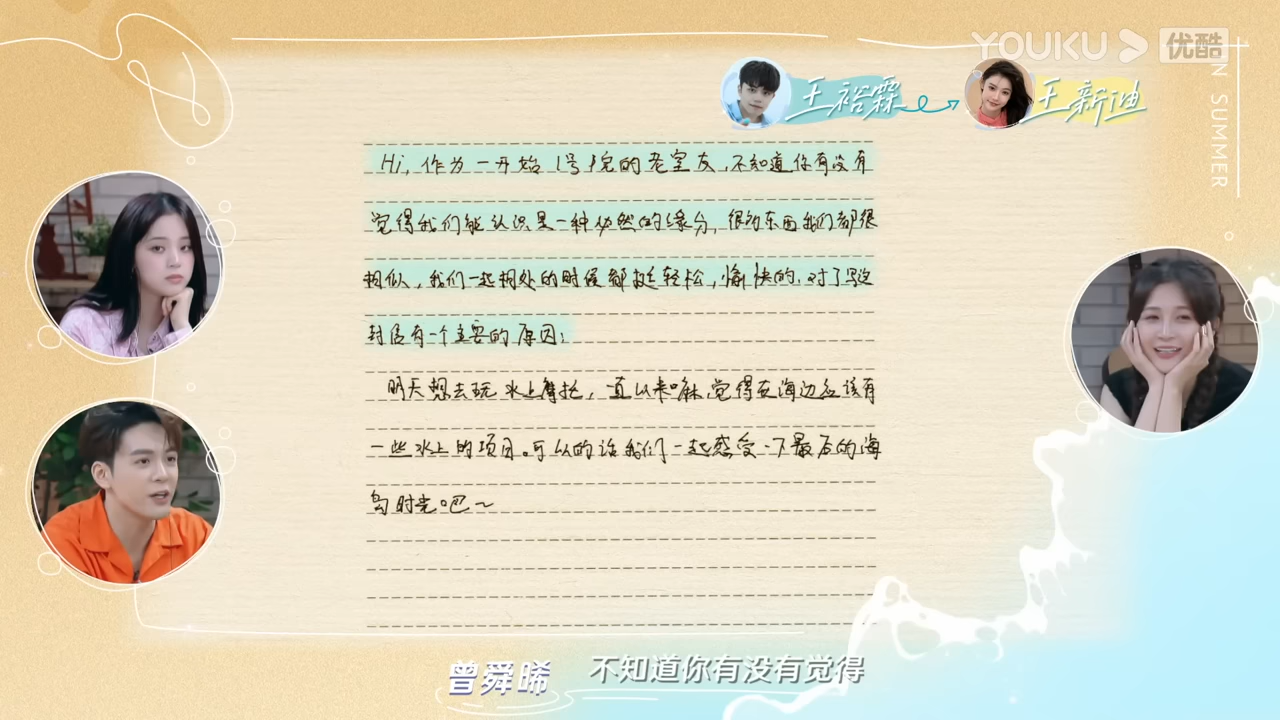 YOUKU 优酷
IN SUMMER
王裕霖
王新迪
Hi, 作为一开始1号院的老室友,不知道你有没有
觉得我们能认识是一种必然的缘分,很的东西我们都很
相似,我们一起相处的时候都挺轻松,愉快的,对了写这
封信有一个主要的原因:
明天想去玩水上摩托,一直以来嘛,觉得在海边应该有
一些水上的项目。可以的话我们一起感受一下最后的海
岛时光吧~
曾舜晞 不知道你有没有觉得